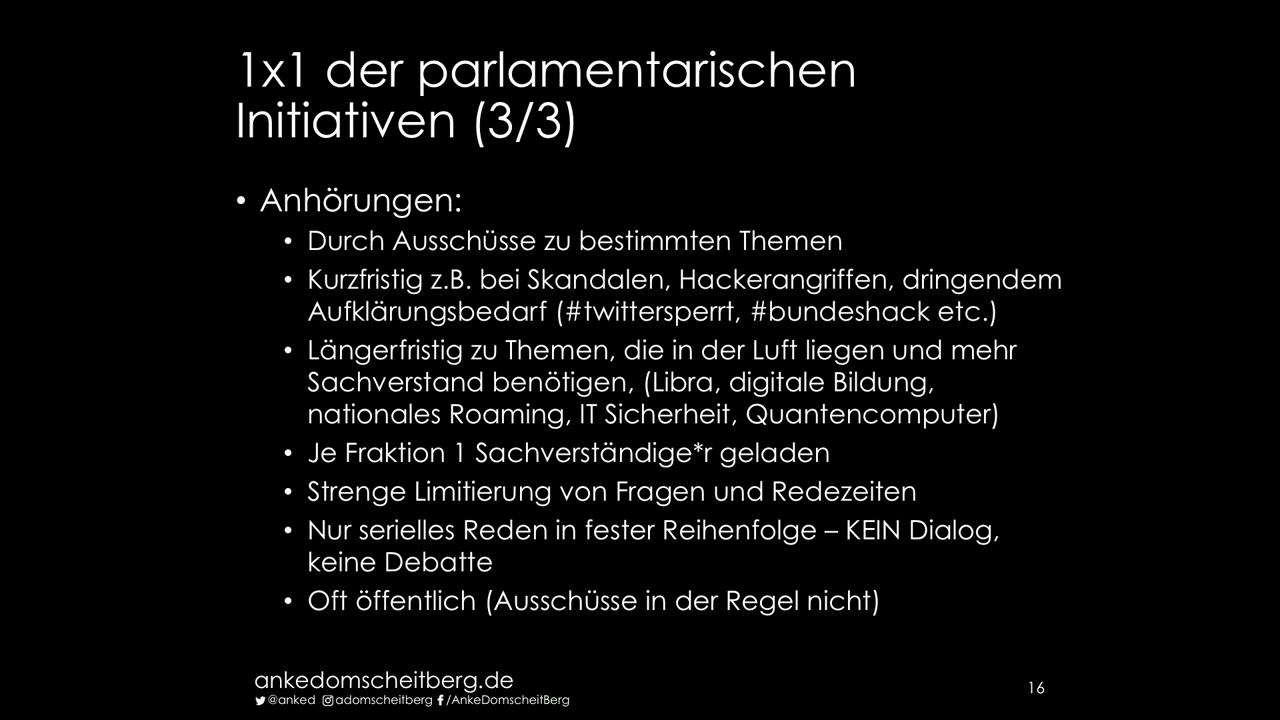 1x1 der parlamentarischen
Initiativen (3/3)
• Anhörungen:
• Durch Ausschüsse zu bestimmten Themen
• Kurzfristig z.B. bei Skandalen, Hackerangriffen, dringendem
Aufklärungsbedarf (#twittersperrt, #bundeshack etc.)
• Längerfristig zu Themen, die in der Luft liegen und mehr
Sachverstand benötigen, (Libra, digitale Bildung,
nationales Roaming, IT Sicherheit, Quantencomputer)
• Je Fraktion 1 Sachverständige*r geladen
• Strenge Limitierung von Fragen und Redezeiten
• Nur serielles Reden in fester Reihenfolge – KEIN Dialog,
keine Debatte
• Oft öffentlich (Ausschüsse in der Regel nicht)
ankedomscheitberg.de
@anked adomscheitberg /AnkeDomscheitBerg
16